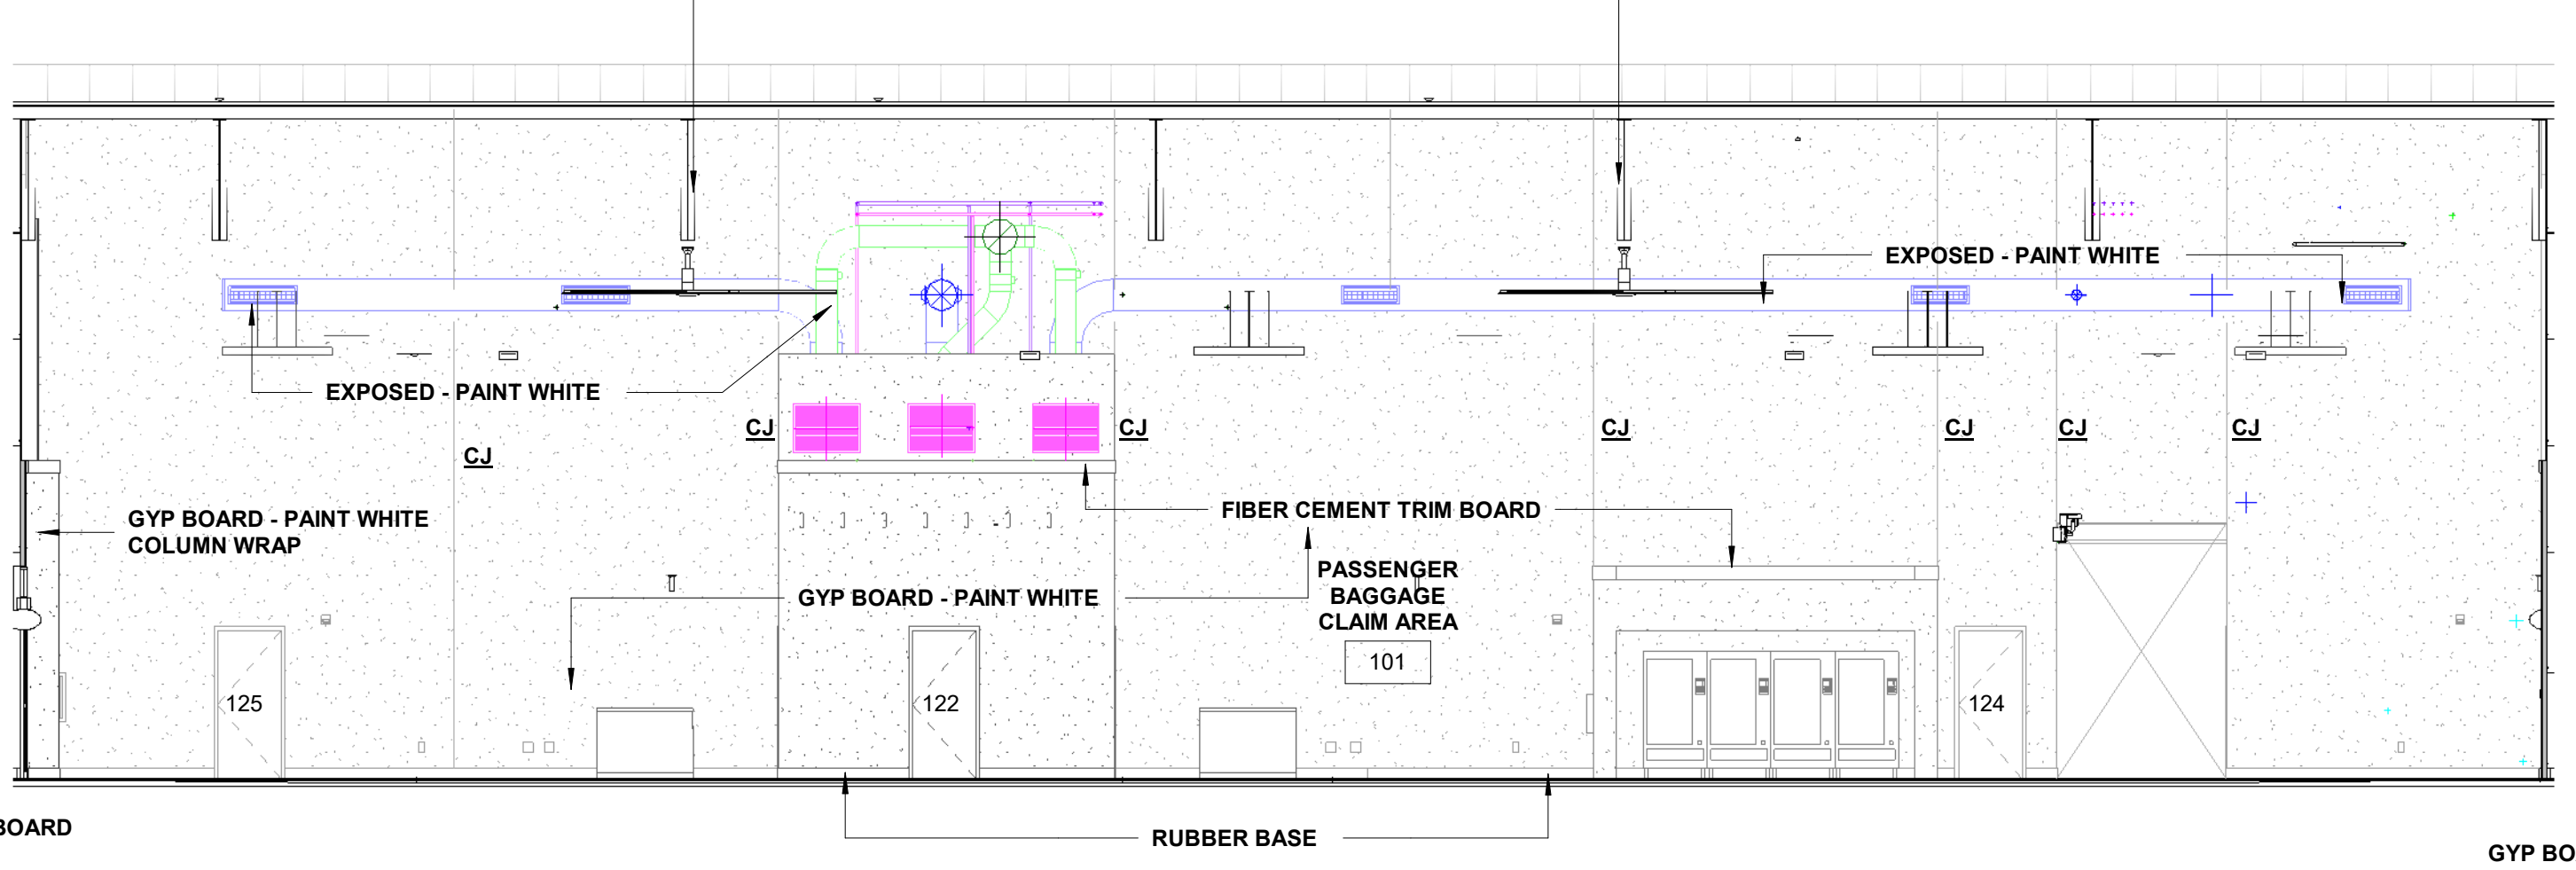 EXPOSED - PAINT WHITE
EXPOSED - PAINT WHITE
CJ
CJ
CJ
CJ
CJ
CJ
CJ
GYP BOARD - PAINT WHITE
COLUMN WRAP
FIBER CEMENT TRIM BOARD
GYP BOARD - PAINT WHITE
PASSENGER
BAGGAGE
CLAIM AREA
101
125
122
124
RUBBER BASE
BOARD
GYP BO